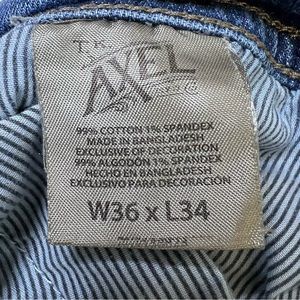 T.K.
AXEL
MFG
99% COTTON 1% SPANDEX
MADE IN BANGLADESH
EXCLUSIVE OF DECORATION
99% ALGODÓN 1% SPANDEX
HECHO EN BANGLADESH
EXCLUSIVO PARA DECORACIÓN
W36 x L34